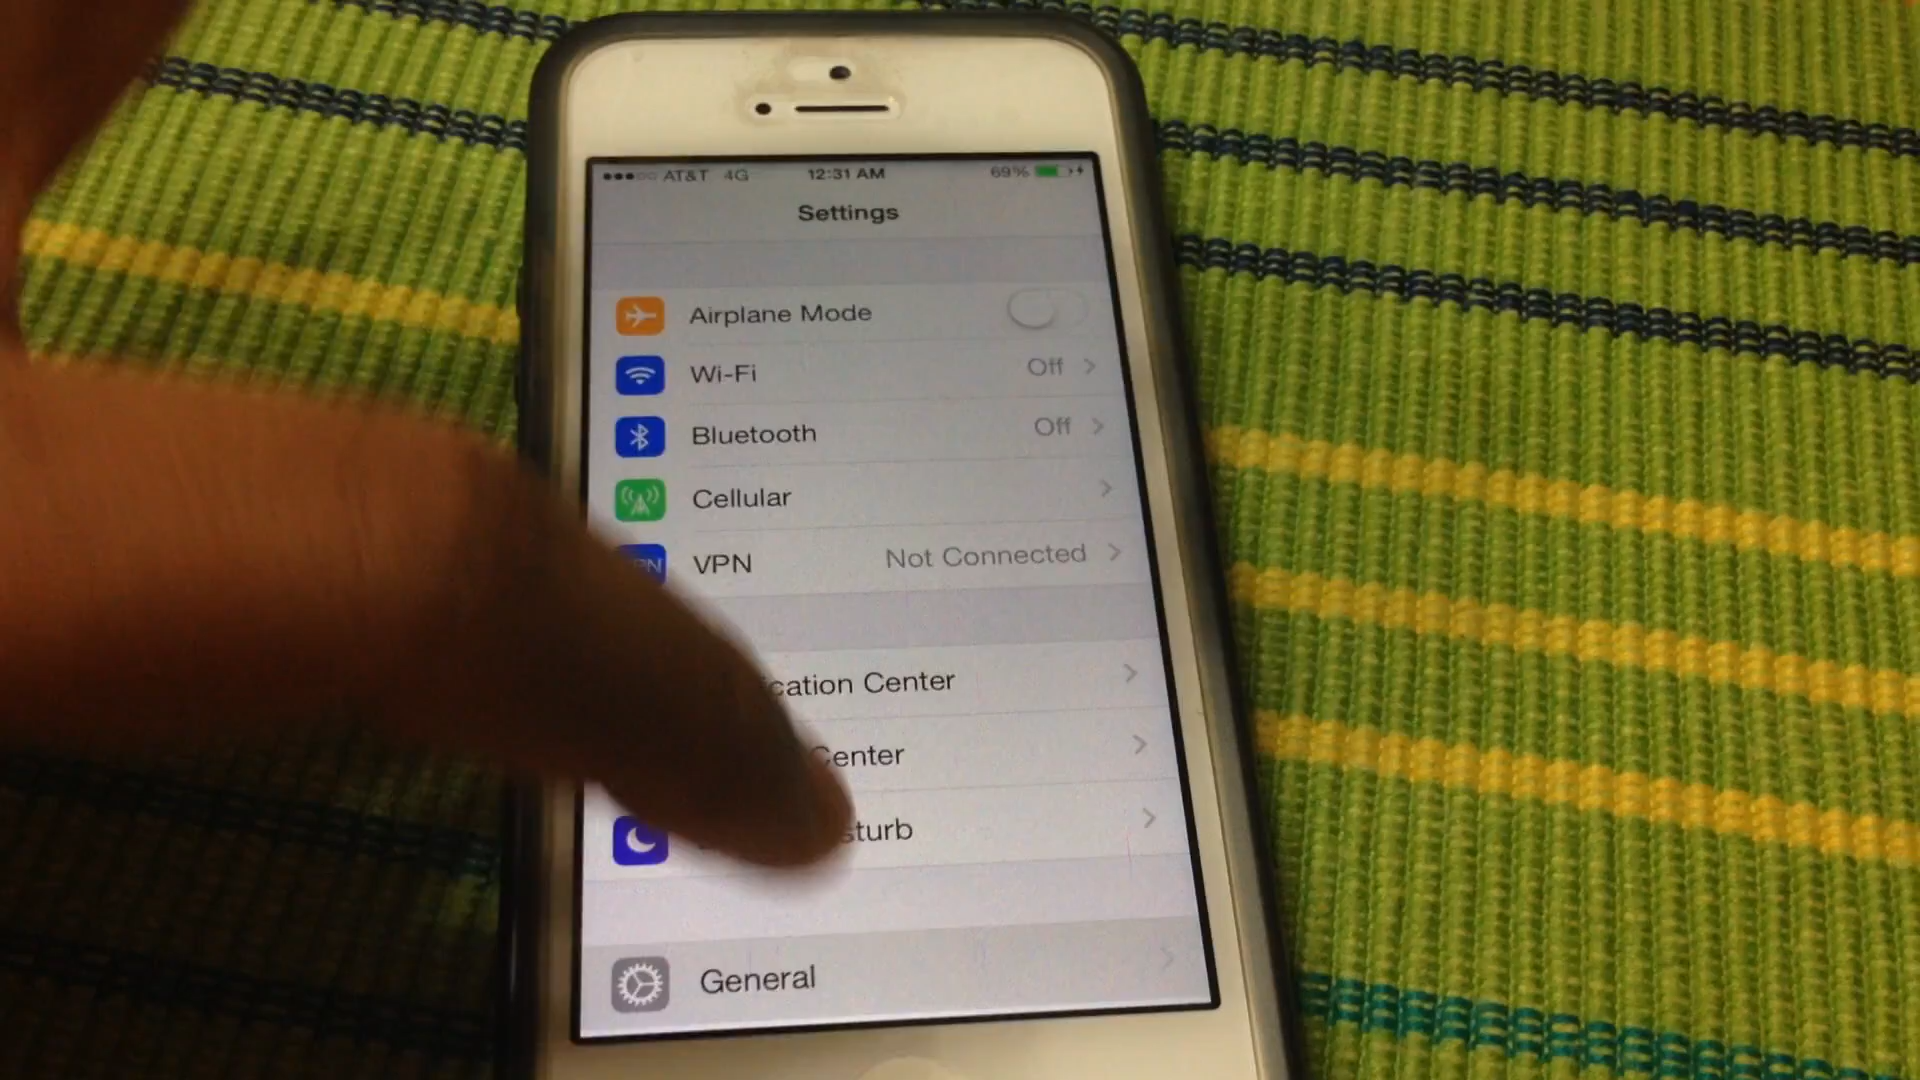 AT&T 4G 12:31 AM 69%
Settings
Airplane Mode
Wi-Fi Off
Bluetooth Off
Cellular
VPN Not Connected
ication Center
Center
sturb
General